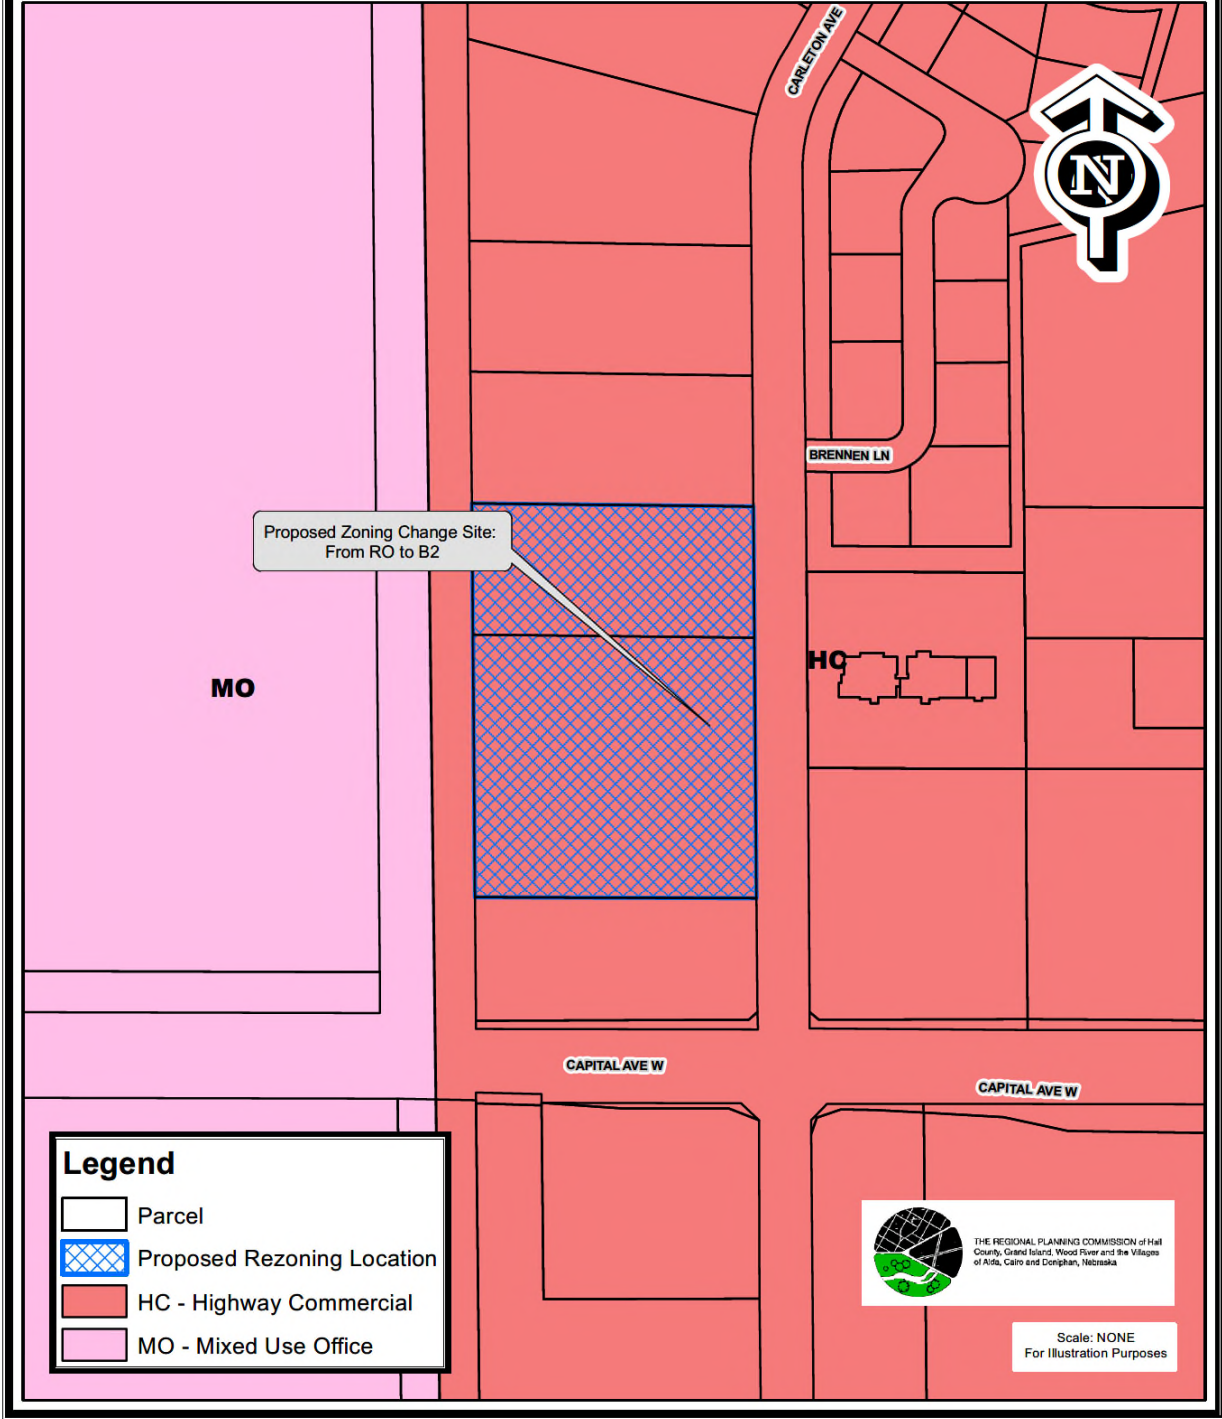 CARLETON AVE
N
BRENNEN LN
Proposed Zoning Change Site:
From RO to B2
HC
MO
CAPITAL AVE W
CAPITAL AVE W
Legend
Parcel
Proposed Rezoning Location
HC - Highway Commercial
MO - Mixed Use Office
THE REGIONAL PLANNING COMMISSION of Hall
County, Grand Island, Wood River and the Villages
of Alda, Cairo and Doniphan, Nebraska
Scale: NONE
For Illustration Purposes